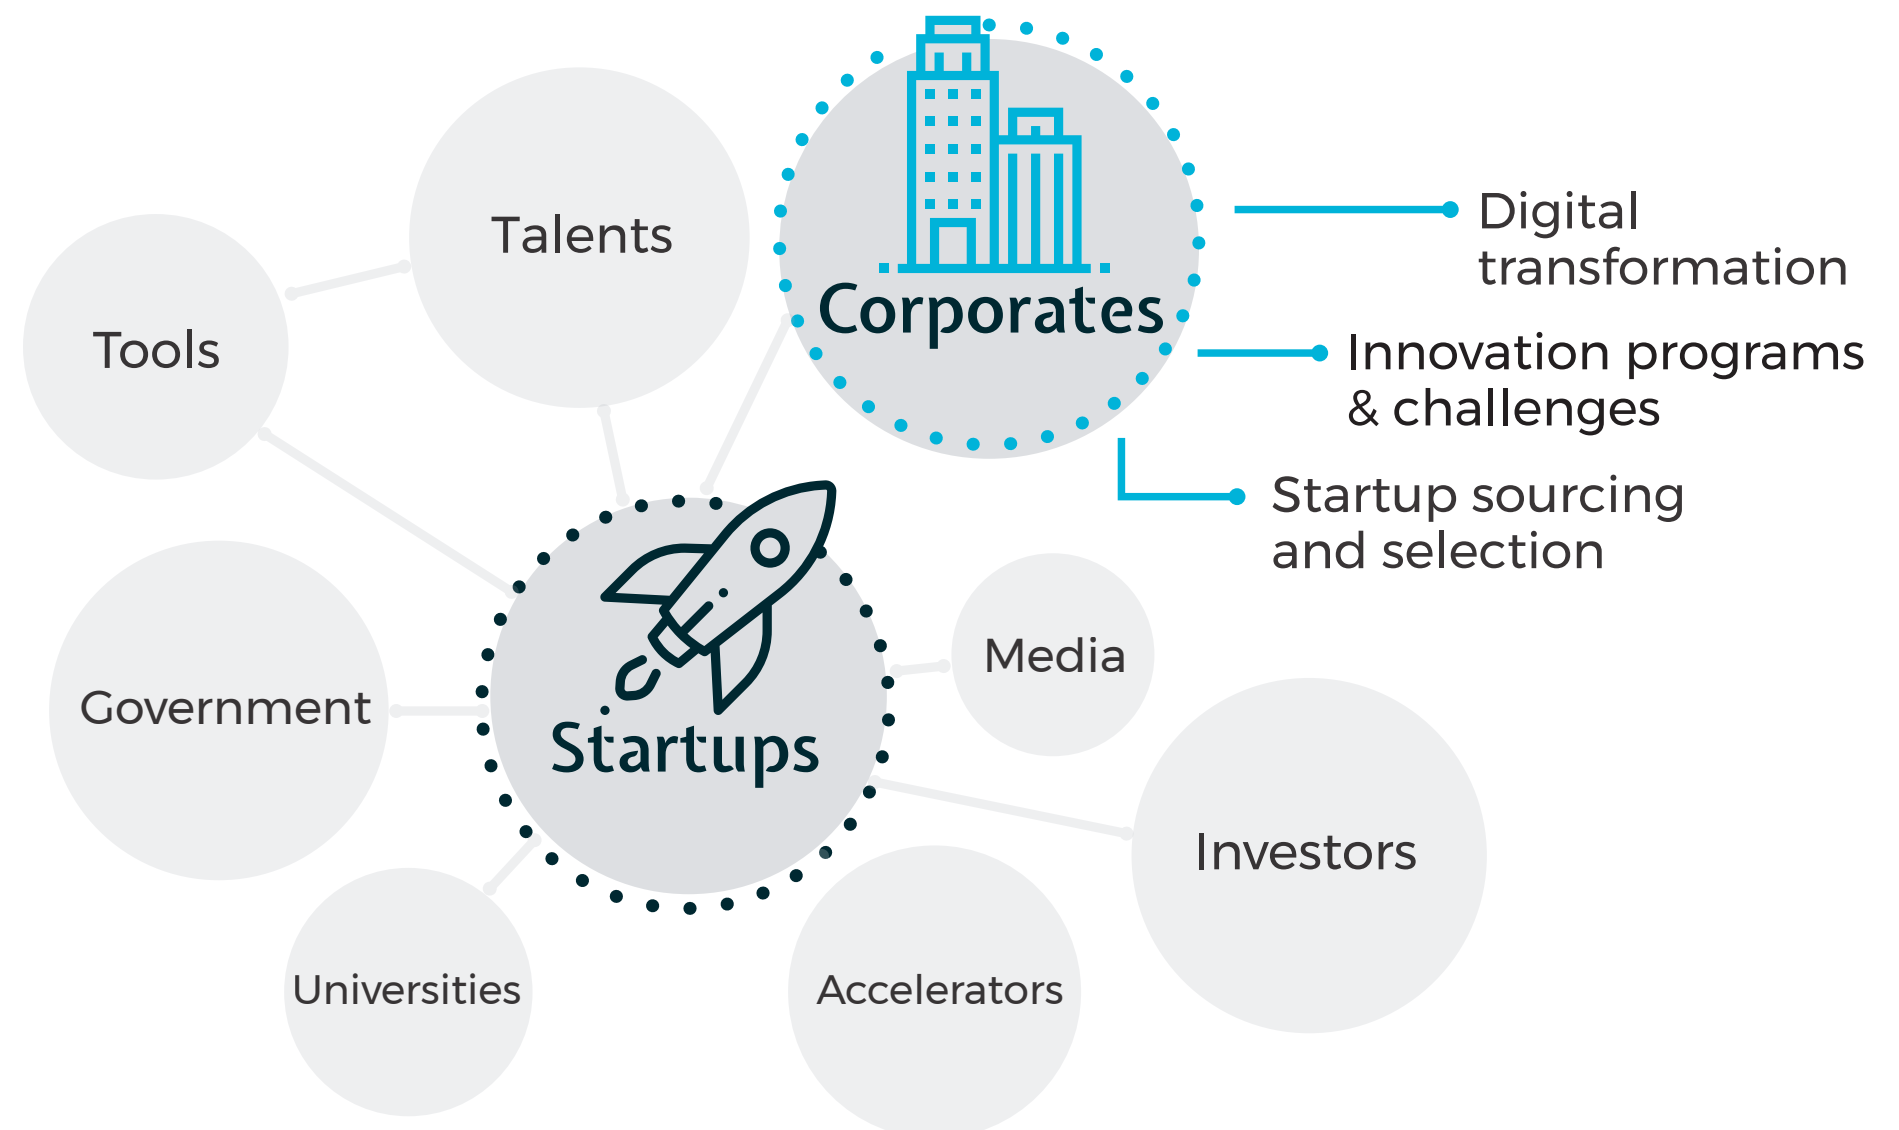 Talents
Tools
Corporates
Digital
transformation
Innovation programs
& challenges
Startup sourcing
and selection
Media
Government
Startups
Investors
Universities
Accelerators